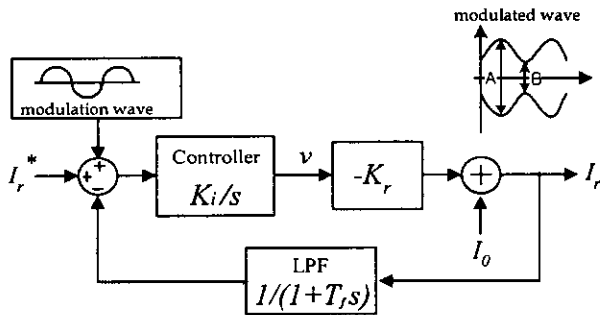 modulated wave
A B
modulation wave
+
I_r^* + −
Controller
K_i/s
v
-K_r
+
I_r
I_0
LPF
1/(1+T_f s)